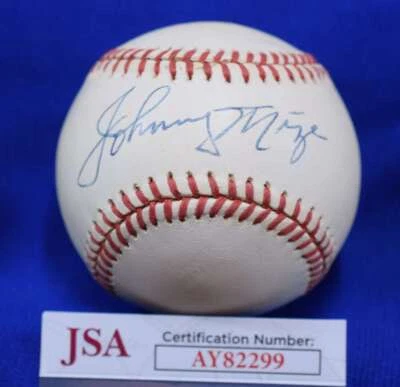 Johnny Mize
JSA
Certification Number:
AY82299